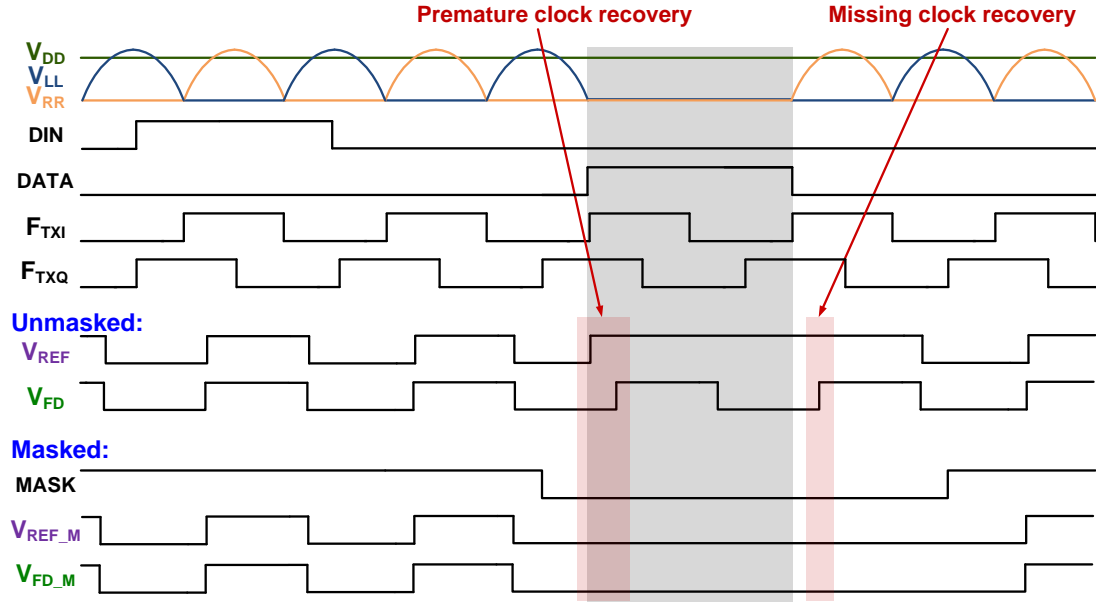 Premature clock recovery
Missing clock recovery
VDD
VLL
VRR
DIN
DATA
FTXI
FTXQ
Unmasked:
VREF
VFD
Masked:
MASK
VREF_M
VFD_M